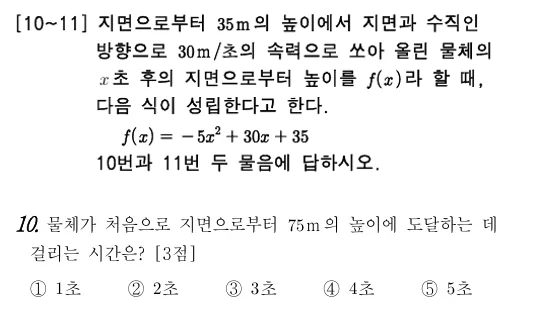 [10~11] 지면으로부터 35m의 높이에서 지면과 수직인
방향으로 30m/초의 속력으로 쏘아 올린 물체의
x초 후의 지면으로부터 높이를 f(x)라 할 때,
다음 식이 성립한다고 한다.
f(x) = −5x² + 30x + 35
10번과 11번 두 물음에 답하시오.
10. 물체가 처음으로 지면으로부터 75m의 높이에 도달하는 데
걸리는 시간은? [3점]
① 1초 ② 2초 ③ 3초 ④ 4초 ⑤ 5초